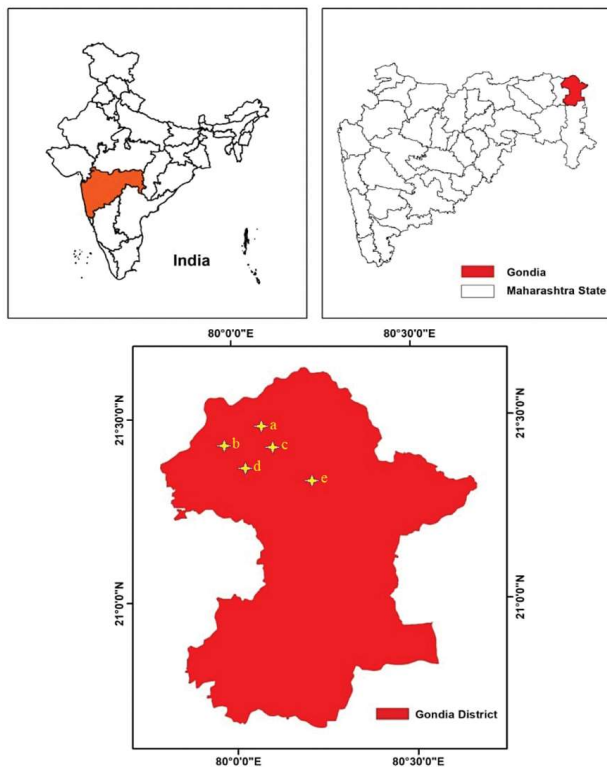 India
Gondia
Maharashtra State
80°0'0"E
80°30'0"E
21°30'0"N
21°30'0"N
a
b
c
d
e
21°0'0"N
21°0'0"N
Gondia District
80°0'0"E
80°30'0"E